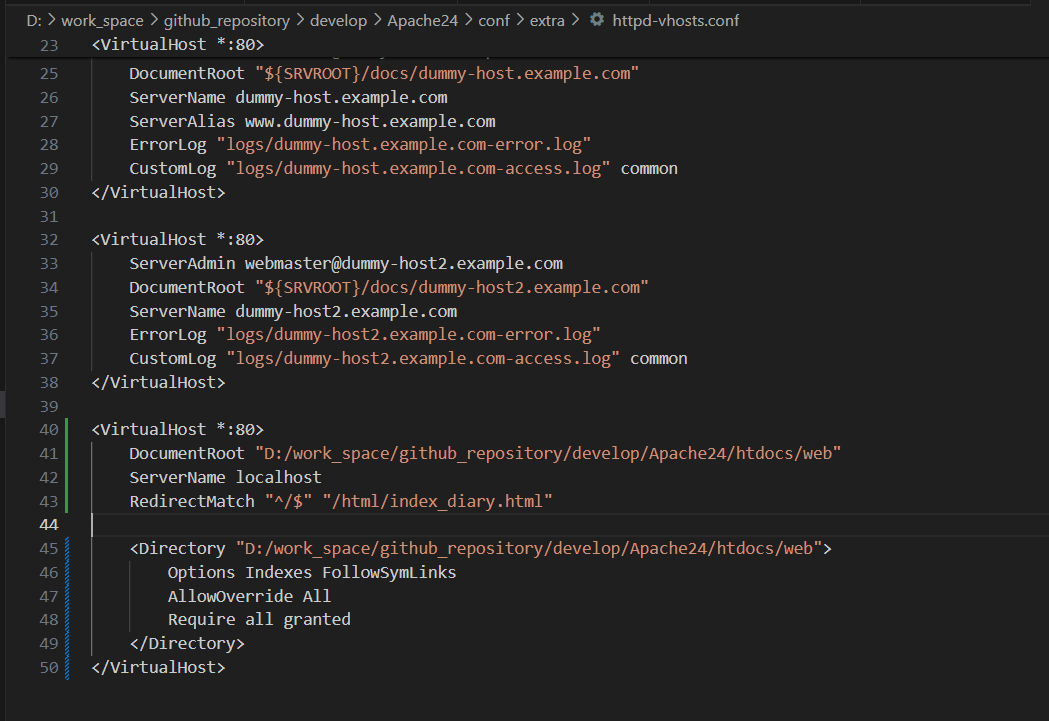 D: > work_space > github_repository > develop > Apache24 > conf > extra > httpd-vhosts.conf
23 <VirtualHost *:80>
25     DocumentRoot "${SRVROOT}/docs/dummy-host.example.com"
26     ServerName dummy-host.example.com
27     ServerAlias www.dummy-host.example.com
28     ErrorLog "logs/dummy-host.example.com-error.log"
29     CustomLog "logs/dummy-host.example.com-access.log" common
30 </VirtualHost>
31
32 <VirtualHost *:80>
33     ServerAdmin webmaster@dummy-host2.example.com
34     DocumentRoot "${SRVROOT}/docs/dummy-host2.example.com"
35     ServerName dummy-host2.example.com
36     ErrorLog "logs/dummy-host2.example.com-error.log"
37     CustomLog "logs/dummy-host2.example.com-access.log" common
38 </VirtualHost>
39
40 <VirtualHost *:80>
41     DocumentRoot "D:/work_space/github_repository/develop/Apache24/htdocs/web"
42     ServerName localhost
43     RedirectMatch "^/$" "/html/index_diary.html"
44
45     <Directory "D:/work_space/github_repository/develop/Apache24/htdocs/web">
46         Options Indexes FollowSymLinks
47         AllowOverride All
48         Require all granted
49     </Directory>
50 </VirtualHost>